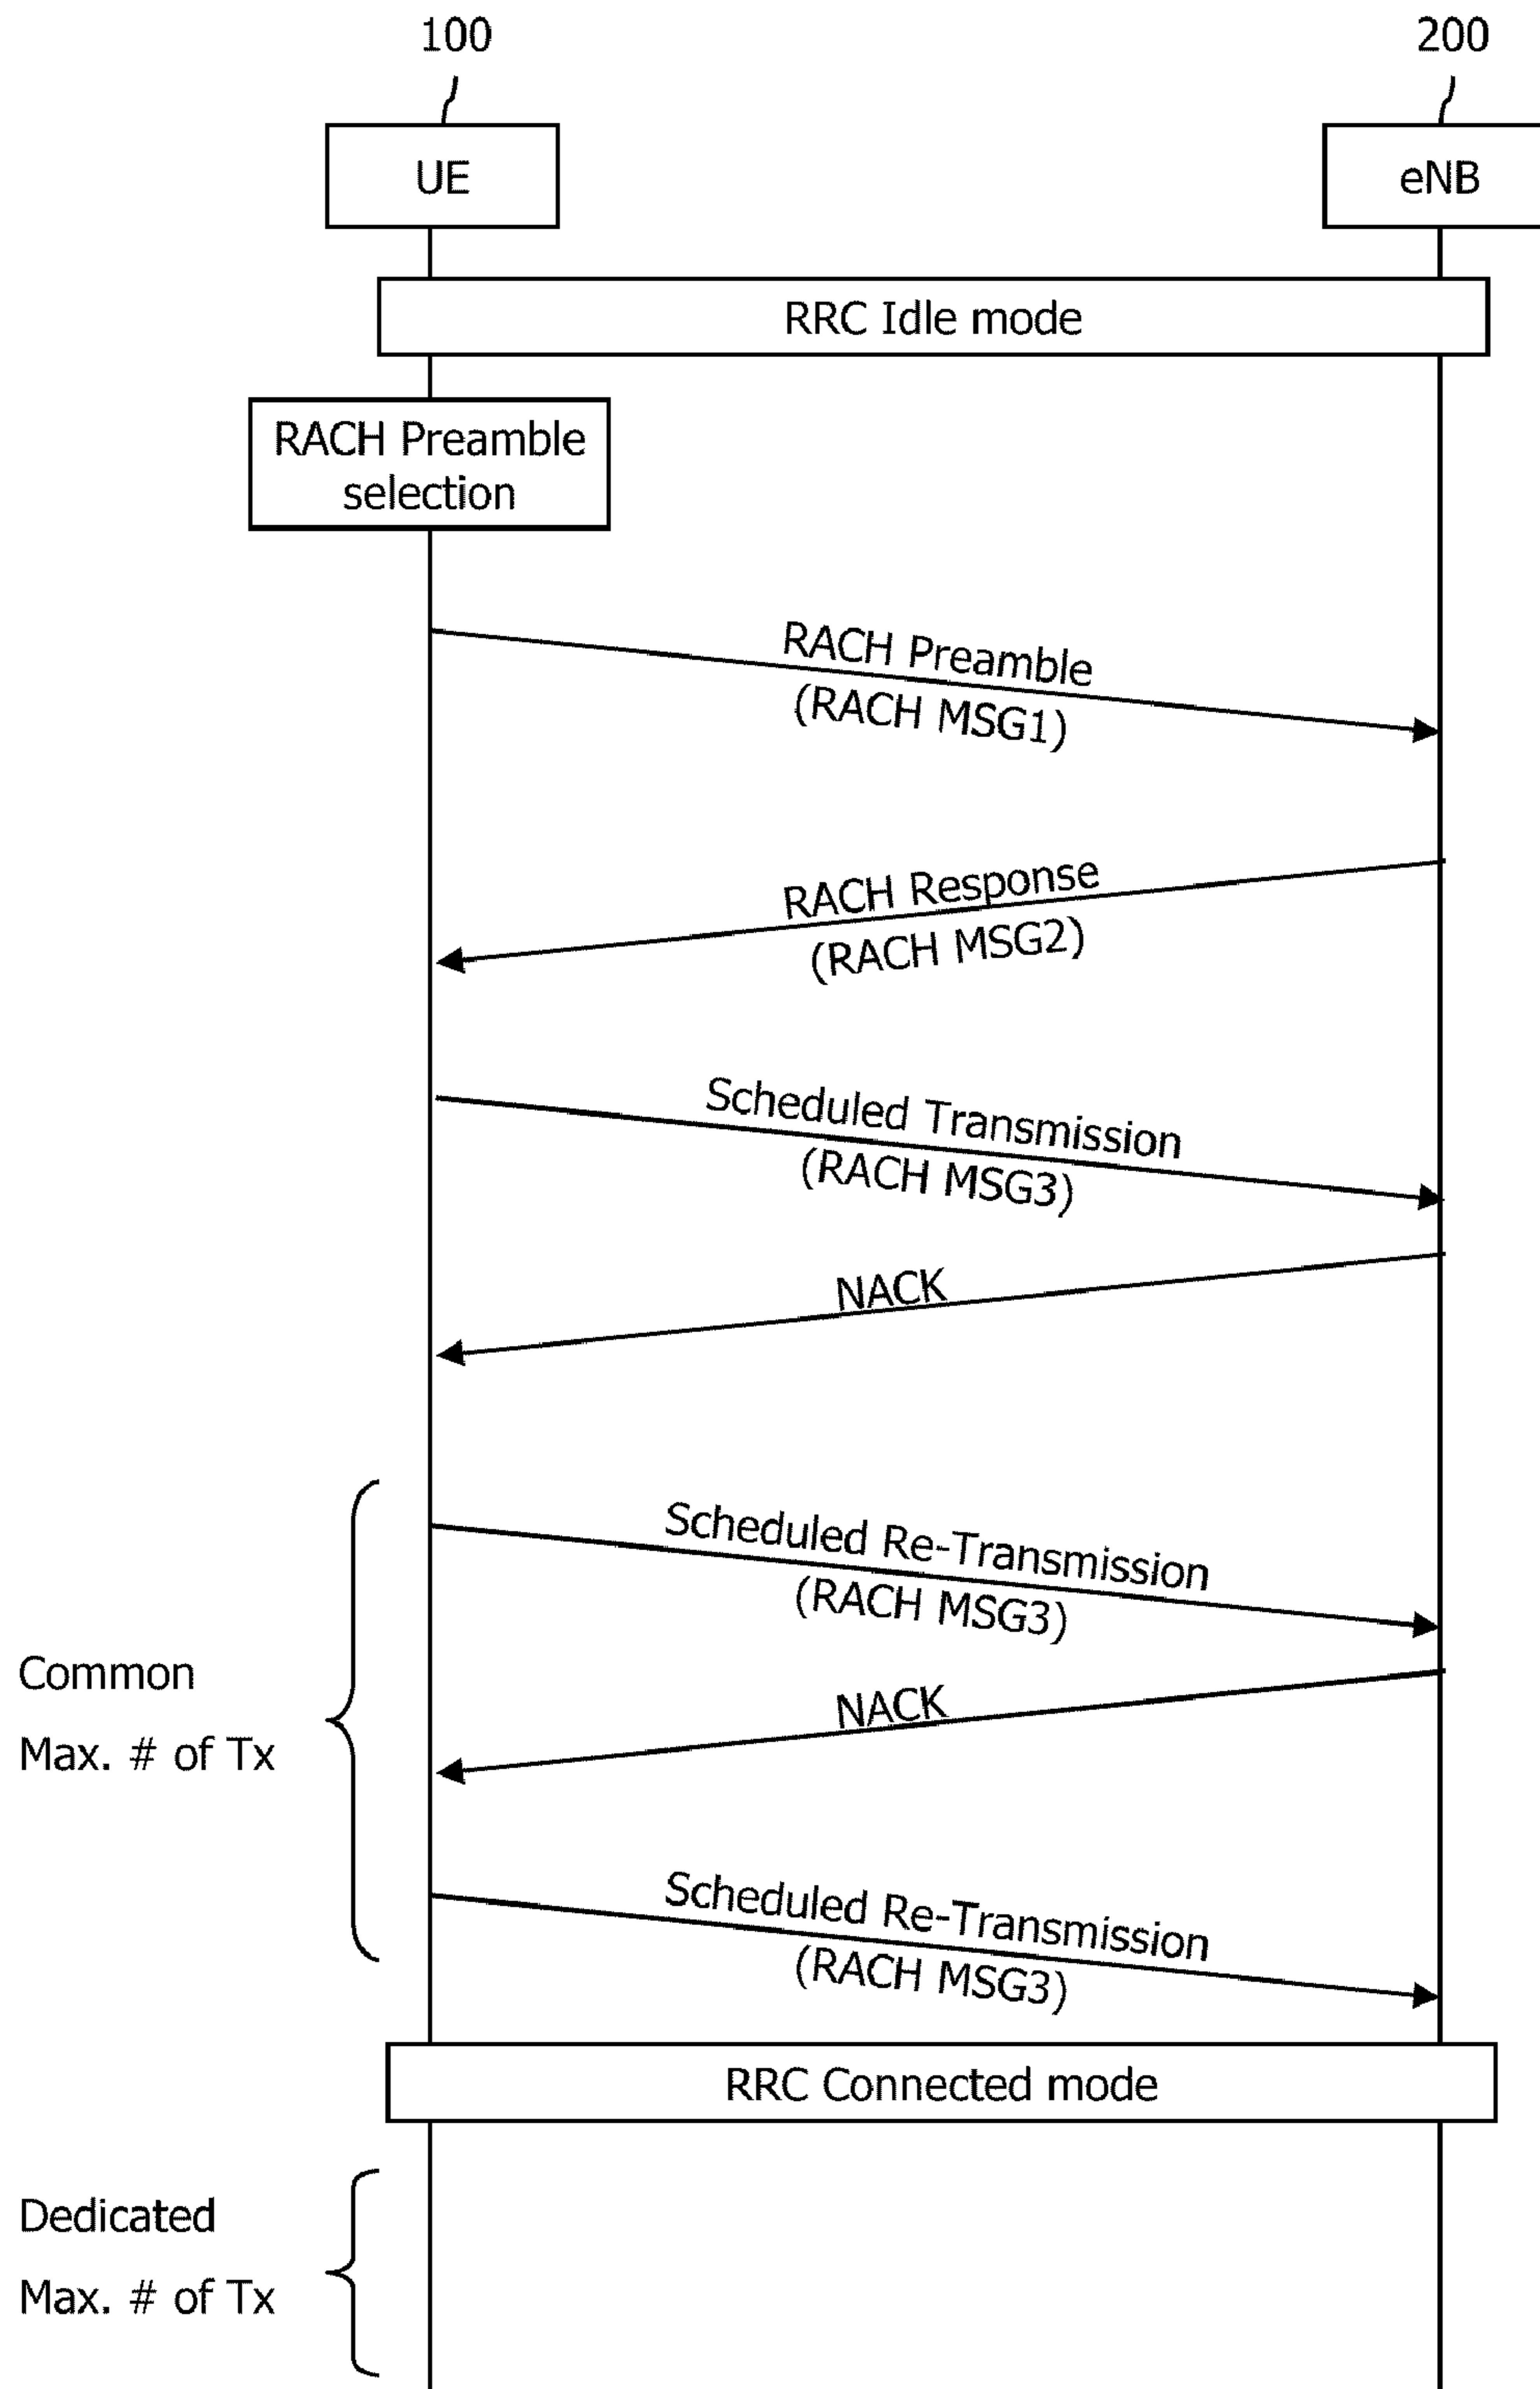 100
200
UE
eNB
RRC Idle mode
RACH Preamble
selection
RACH Preamble
(RACH MSG1)
RACH Response
(RACH MSG2)
Scheduled Transmission
(RACH MSG3)
NACK
Scheduled Re-Transmission
(RACH MSG3)
Common
Max. # of Tx
NACK
Scheduled Re-Transmission
(RACH MSG3)
RRC Connected mode
Dedicated
Max. # of Tx